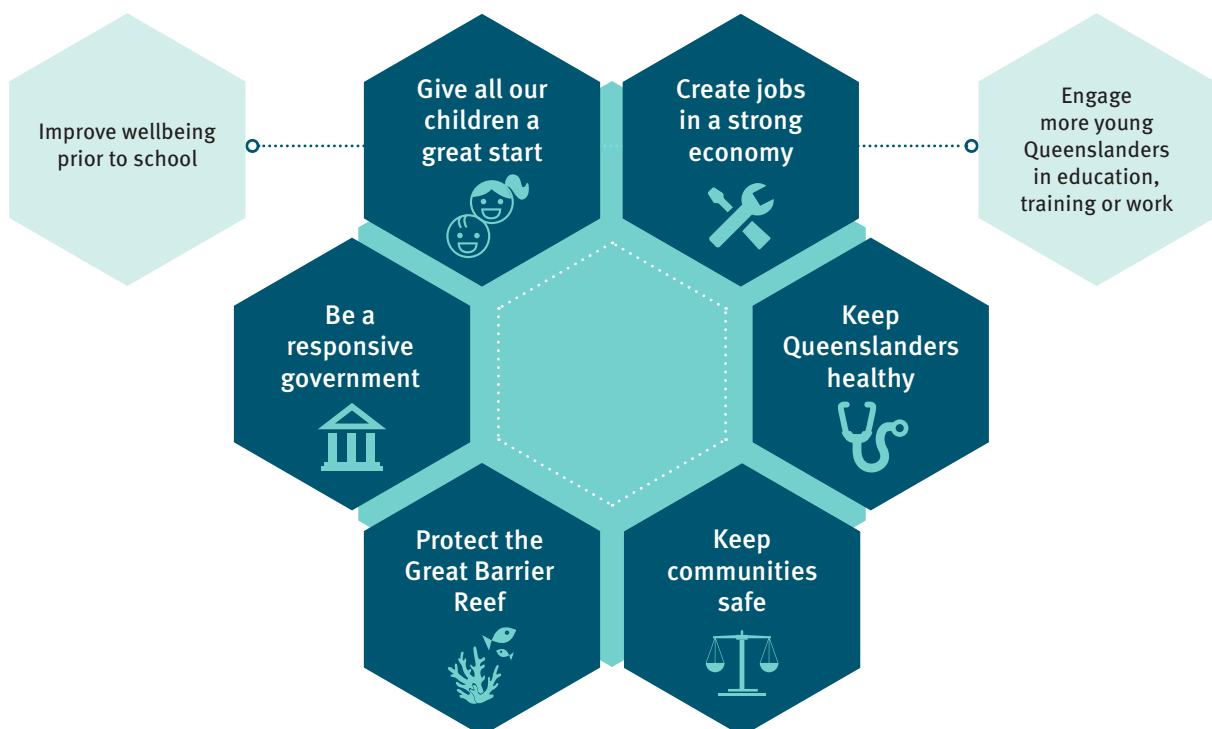 Improve wellbeing
prior to school
Give all our
children a
great start
Create jobs
in a strong
economy
Engage
more young
Queenslanders
in education,
training or work
Be a
responsive
government
Keep
Queenslanders
healthy
Protect the
Great Barrier
Reef
Keep
communities
safe